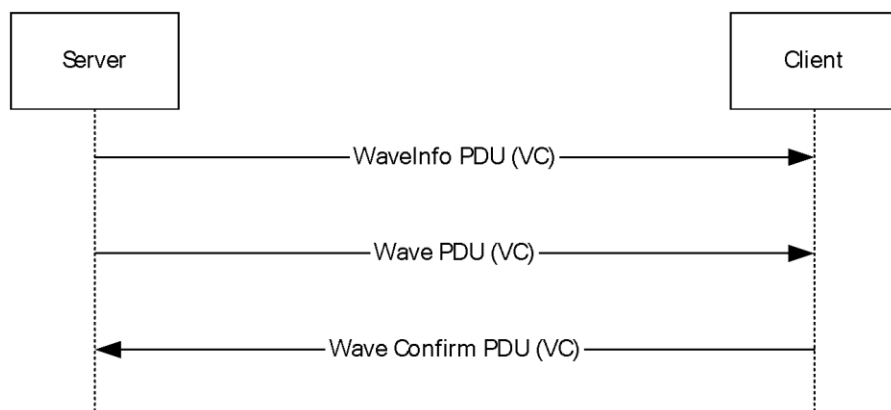 Server
Client
WaveInfo PDU (VC)
Wave PDU (VC)
Wave Confirm PDU (VC)